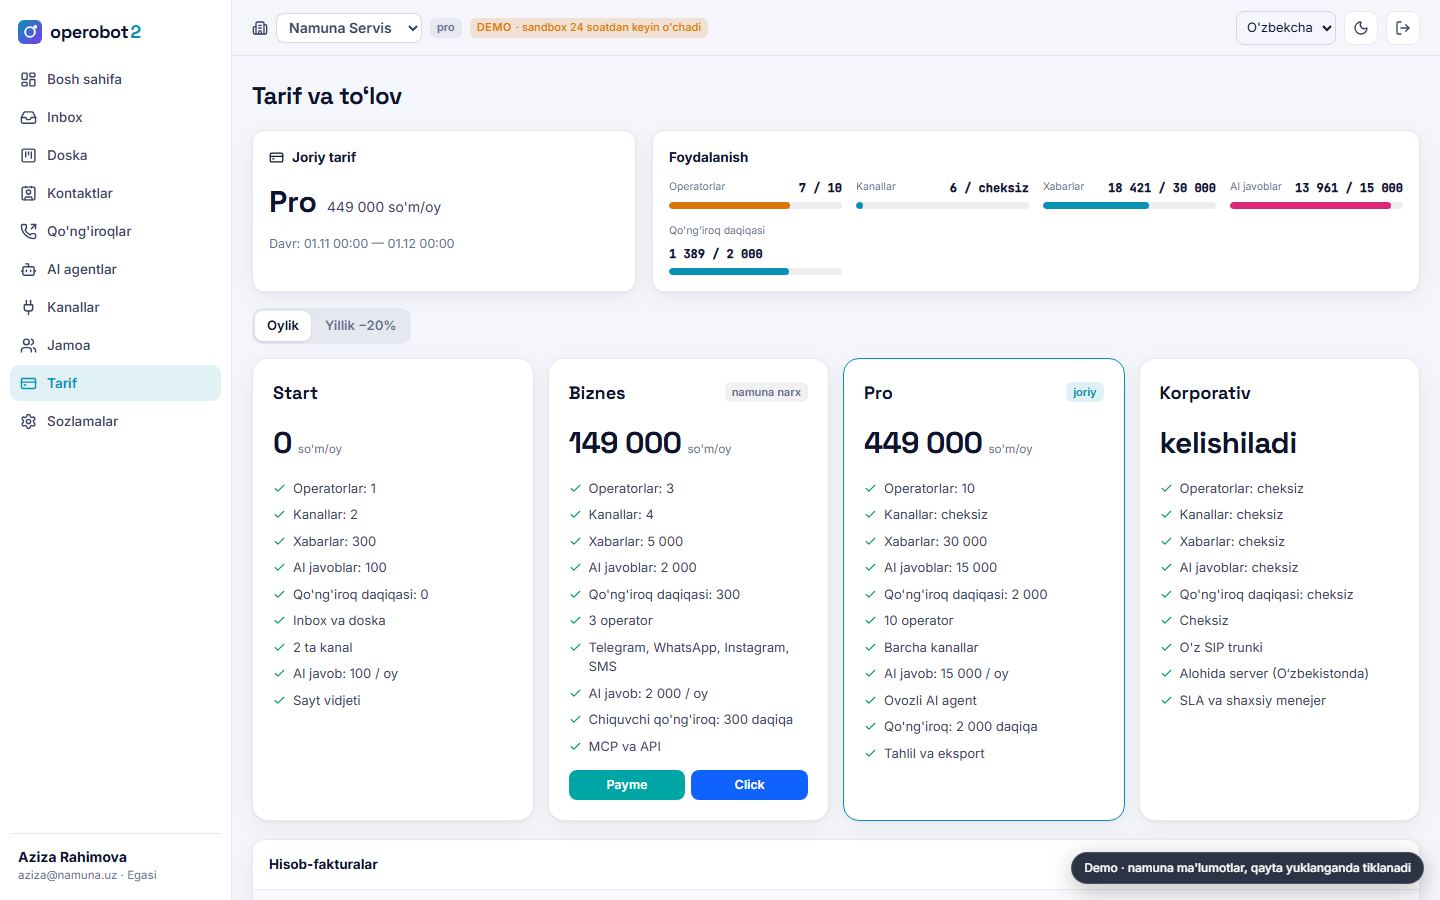 operobot2
Namuna Servis
pro
DEMO · sandbox 24 soatdan keyin o'chadi
O'zbekcha
Bosh sahifa
Inbox
Doska
Kontaktlar
Qo'ng'iroqlar
AI agentlar
Kanallar
Jamoa
Tarif
Sozlamalar
Aziza Rahimova
aziza@namuna.uz · Egasi
Tarif va to‘lov
Joriy tarif
Pro 449 000 so'm/oy
Davr: 01.11 00:00 — 01.12 00:00
Foydalanish
Operatorlar 7 / 10
Kanallar 6 / cheksiz
Xabarlar 18 421 / 30 000
AI javoblar 13 961 / 15 000
Qo'ng'iroq daqiqasi
1 389 / 2 000
Oylik
Yillik −20%
Start
0 so'm/oy
Operatorlar: 1
Kanallar: 2
Xabarlar: 300
AI javoblar: 100
Qo'ng'iroq daqiqasi: 0
Inbox va doska
2 ta kanal
AI javob: 100 / oy
Sayt vidjeti
Biznes
namuna narx
149 000 so'm/oy
Operatorlar: 3
Kanallar: 4
Xabarlar: 5 000
AI javoblar: 2 000
Qo'ng'iroq daqiqasi: 300
3 operator
Telegram, WhatsApp, Instagram,
SMS
AI javob: 2 000 / oy
Chiquvchi qo'ng'iroq: 300 daqiqa
MCP va API
Payme
Click
Pro
joriy
449 000 so'm/oy
Operatorlar: 10
Kanallar: cheksiz
Xabarlar: 30 000
AI javoblar: 15 000
Qo'ng'iroq daqiqasi: 2 000
10 operator
Barcha kanallar
AI javob: 15 000 / oy
Ovozli AI agent
Qo'ng'iroq: 2 000 daqiqa
Tahlil va eksport
Korporativ
kelishiladi
Operatorlar: cheksiz
Kanallar: cheksiz
Xabarlar: cheksiz
AI javoblar: cheksiz
Qo'ng'iroq daqiqasi: cheksiz
Cheksiz
O'z SIP trunki
Alohida server (O‘zbekistonda)
SLA va shaxsiy menejer
Hisob-fakturalar
Demo · namuna ma'lumotlar, qayta yuklanganda tiklanadi